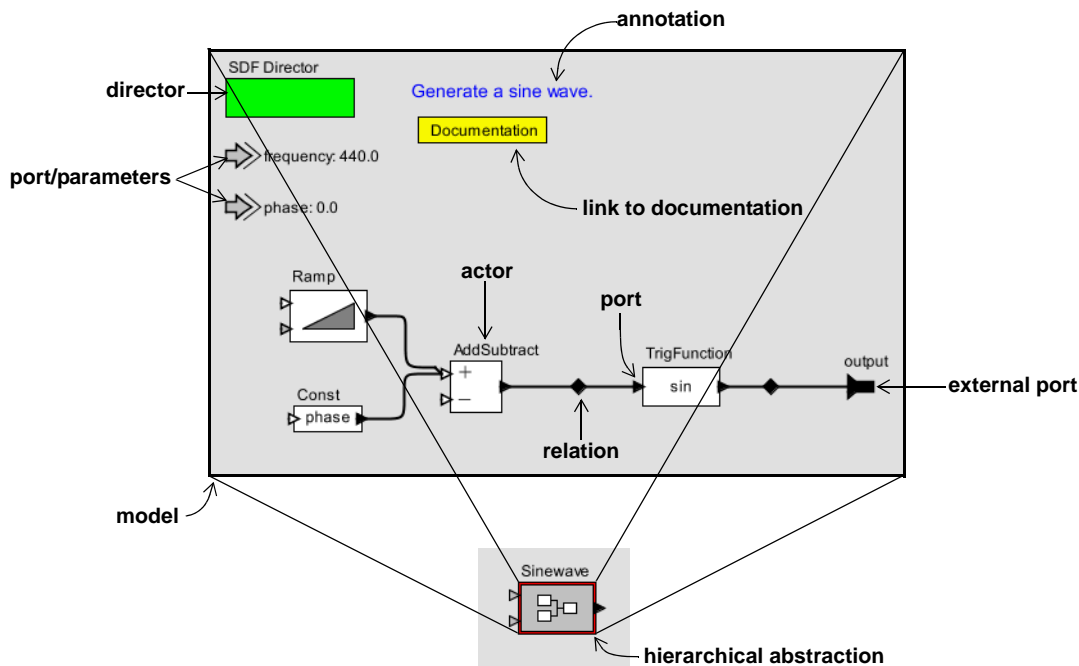 annotation
SDF Director
director
Generate a sine wave.
Documentation
frequency: 440.0
port/parameters
phase: 0.0
link to documentation
actor
Ramp
port
AddSubtract
TrigFunction
output
+
sin
external port
Const
−
phase
relation
model
Sinewave
hierarchical abstraction